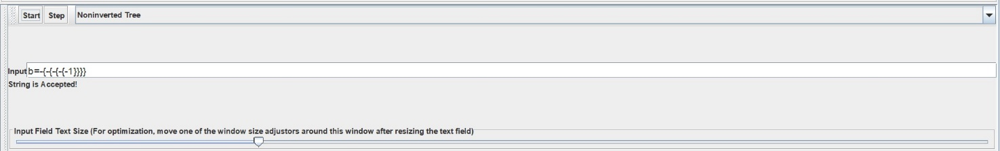 Start Step Noninverted Tree
Input b=-{-{-{-{-1}}}}
String is Accepted!
Input Field Text Size (For optimization, move one of the window size adjustors around this window after resizing the text field)